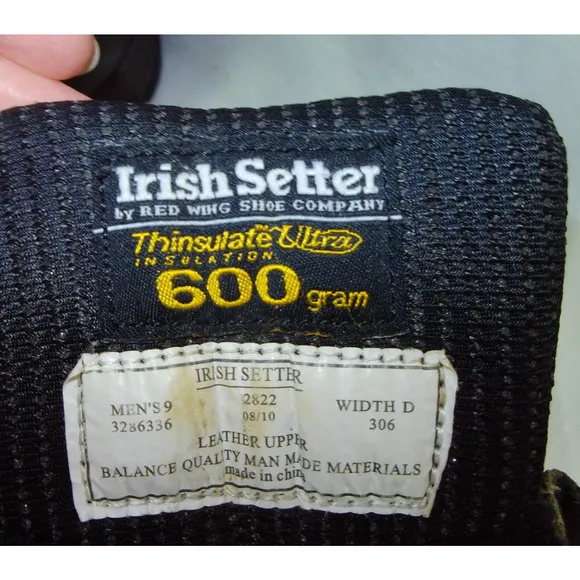 Irish Setter
by RED WING SHOE COMPANY
Thinsulate™ Ultra
INSULATION
600 gram
IRISH SETTER
MEN'S 9 2822 WIDTH D
3286336 08/10 306
LEATHER UPPER
BALANCE QUALITY MAN MADE MATERIALS
made in china